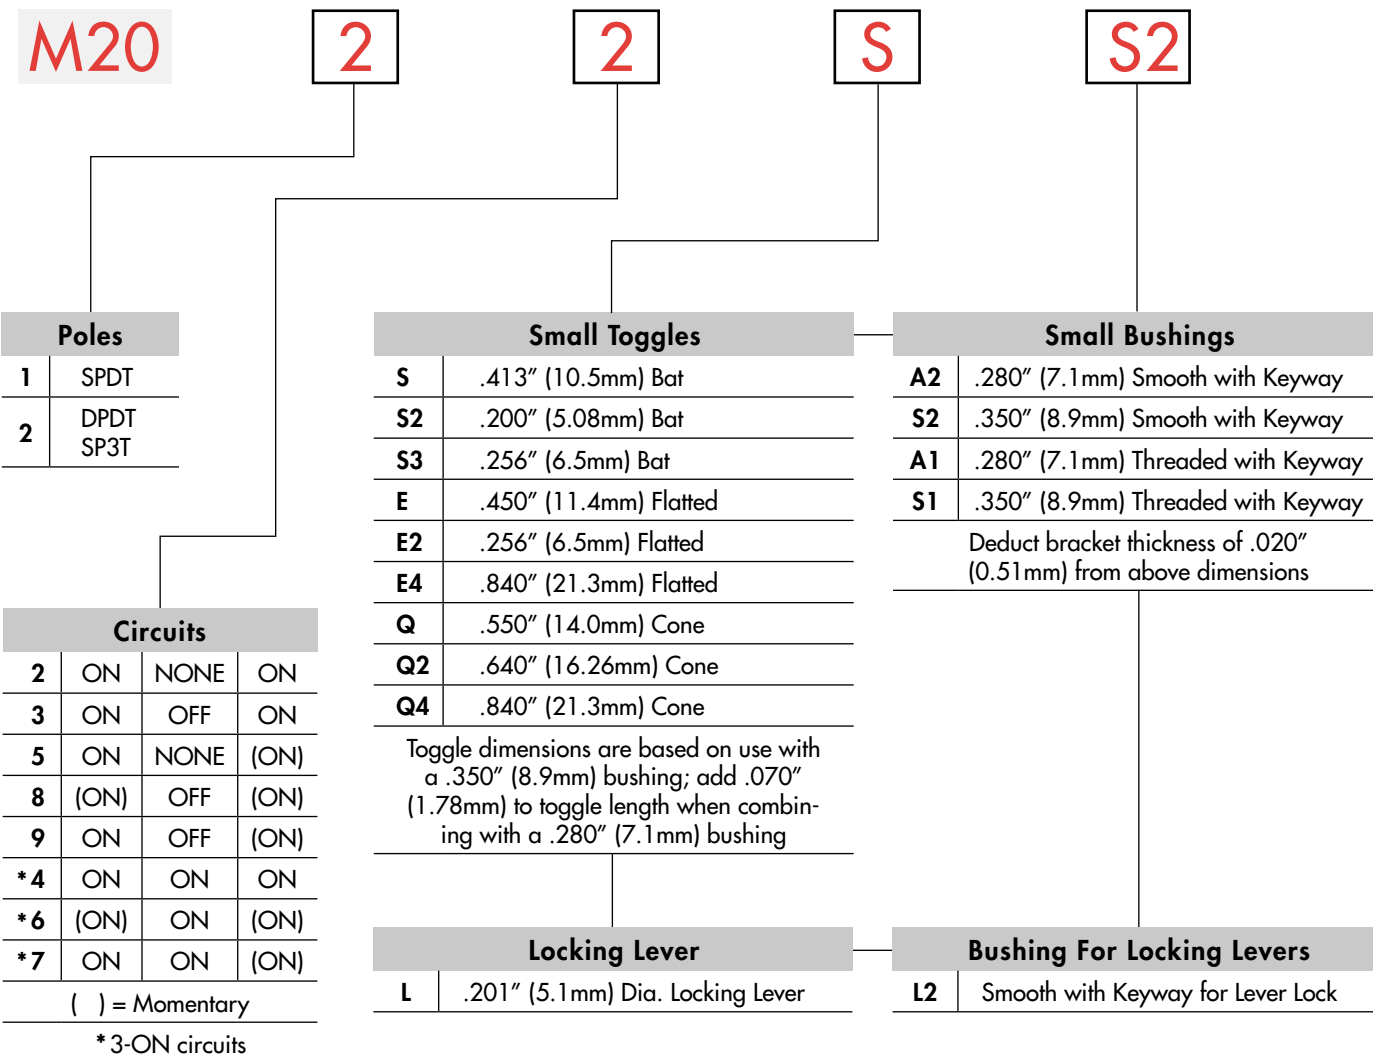 M20 2 2 S S2
Poles
1 SPDT
2 DPDT
SP3T
Circuits
2 ON NONE ON
3 ON OFF ON
5 ON NONE (ON)
8 (ON) OFF (ON)
9 ON OFF (ON)
*4 ON ON ON
*6 (ON) ON (ON)
*7 ON ON (ON)
( ) = Momentary
*3-ON circuits
Small Toggles
S .413″ (10.5mm) Bat
S2 .200″ (5.08mm) Bat
S3 .256″ (6.5mm) Bat
E .450″ (11.4mm) Flatted
E2 .256″ (6.5mm) Flatted
E4 .840″ (21.3mm) Flatted
Q .550″ (14.0mm) Cone
Q2 .640″ (16.26mm) Cone
Q4 .840″ (21.3mm) Cone
Toggle dimensions are based on use with
a .350″ (8.9mm) bushing; add .070″
(1.78mm) to toggle length when combin-
ing with a .280″ (7.1mm) bushing
Small Bushings
A2 .280″ (7.1mm) Smooth with Keyway
S2 .350″ (8.9mm) Smooth with Keyway
A1 .280″ (7.1mm) Threaded with Keyway
S1 .350″ (8.9mm) Threaded with Keyway
Deduct bracket thickness of .020″
(0.51mm) from above dimensions
Locking Lever
L .201″ (5.1mm) Dia. Locking Lever
Bushing For Locking Levers
L2 Smooth with Keyway for Lever Lock